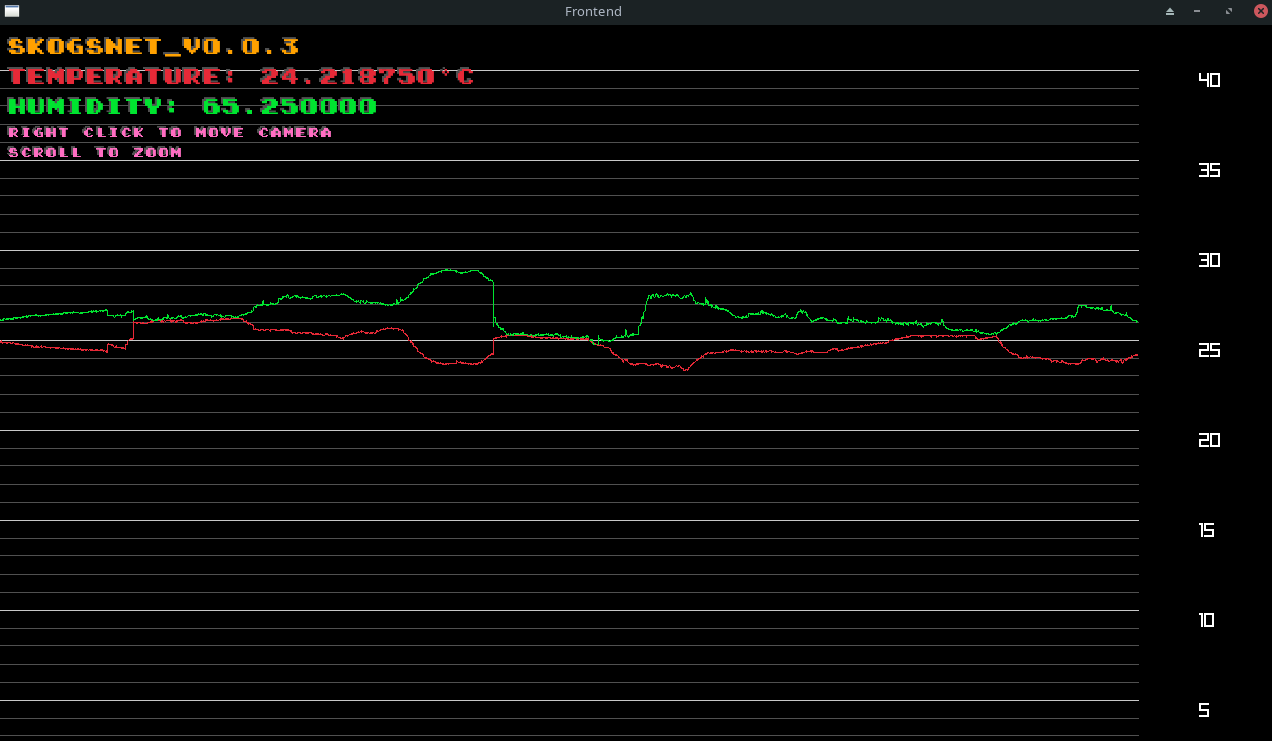 Frontend
SKOGSNET_V0.0.3
TEMPERATURE: 24.218750°C
HUMIDITY: 65.250000
RIGHT CLICK TO MOVE CAMERA
SCROLL TO ZOOM
40
35
30
25
20
15
10
5